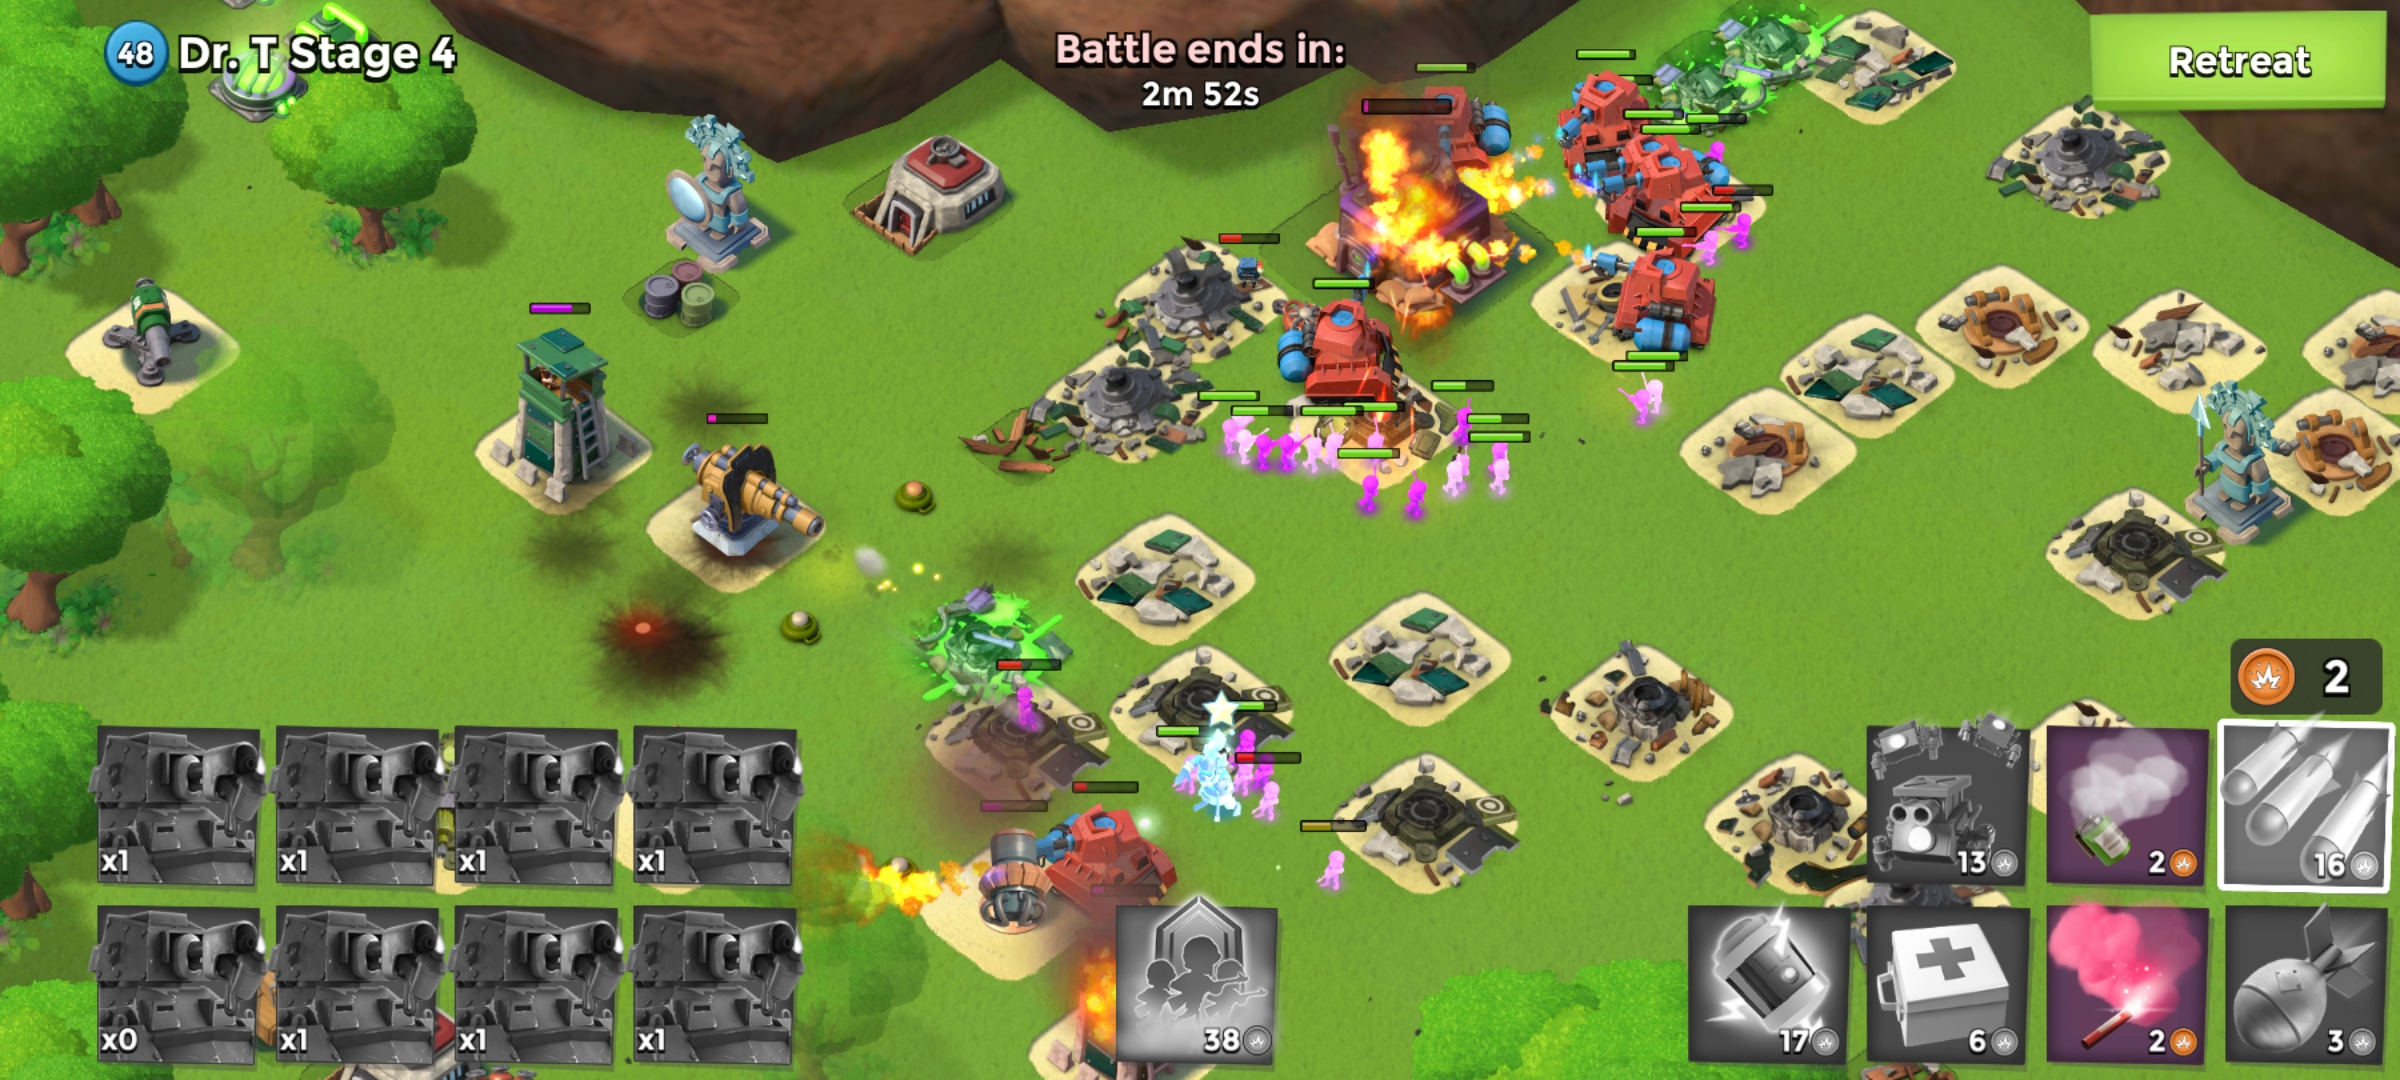 48 Dr. T Stage 4
Battle ends in:
2m 52s
Retreat
2
13
2
16
x1
x1
x1
x1
x0
x1
x1
x1
38
17
6
2
3